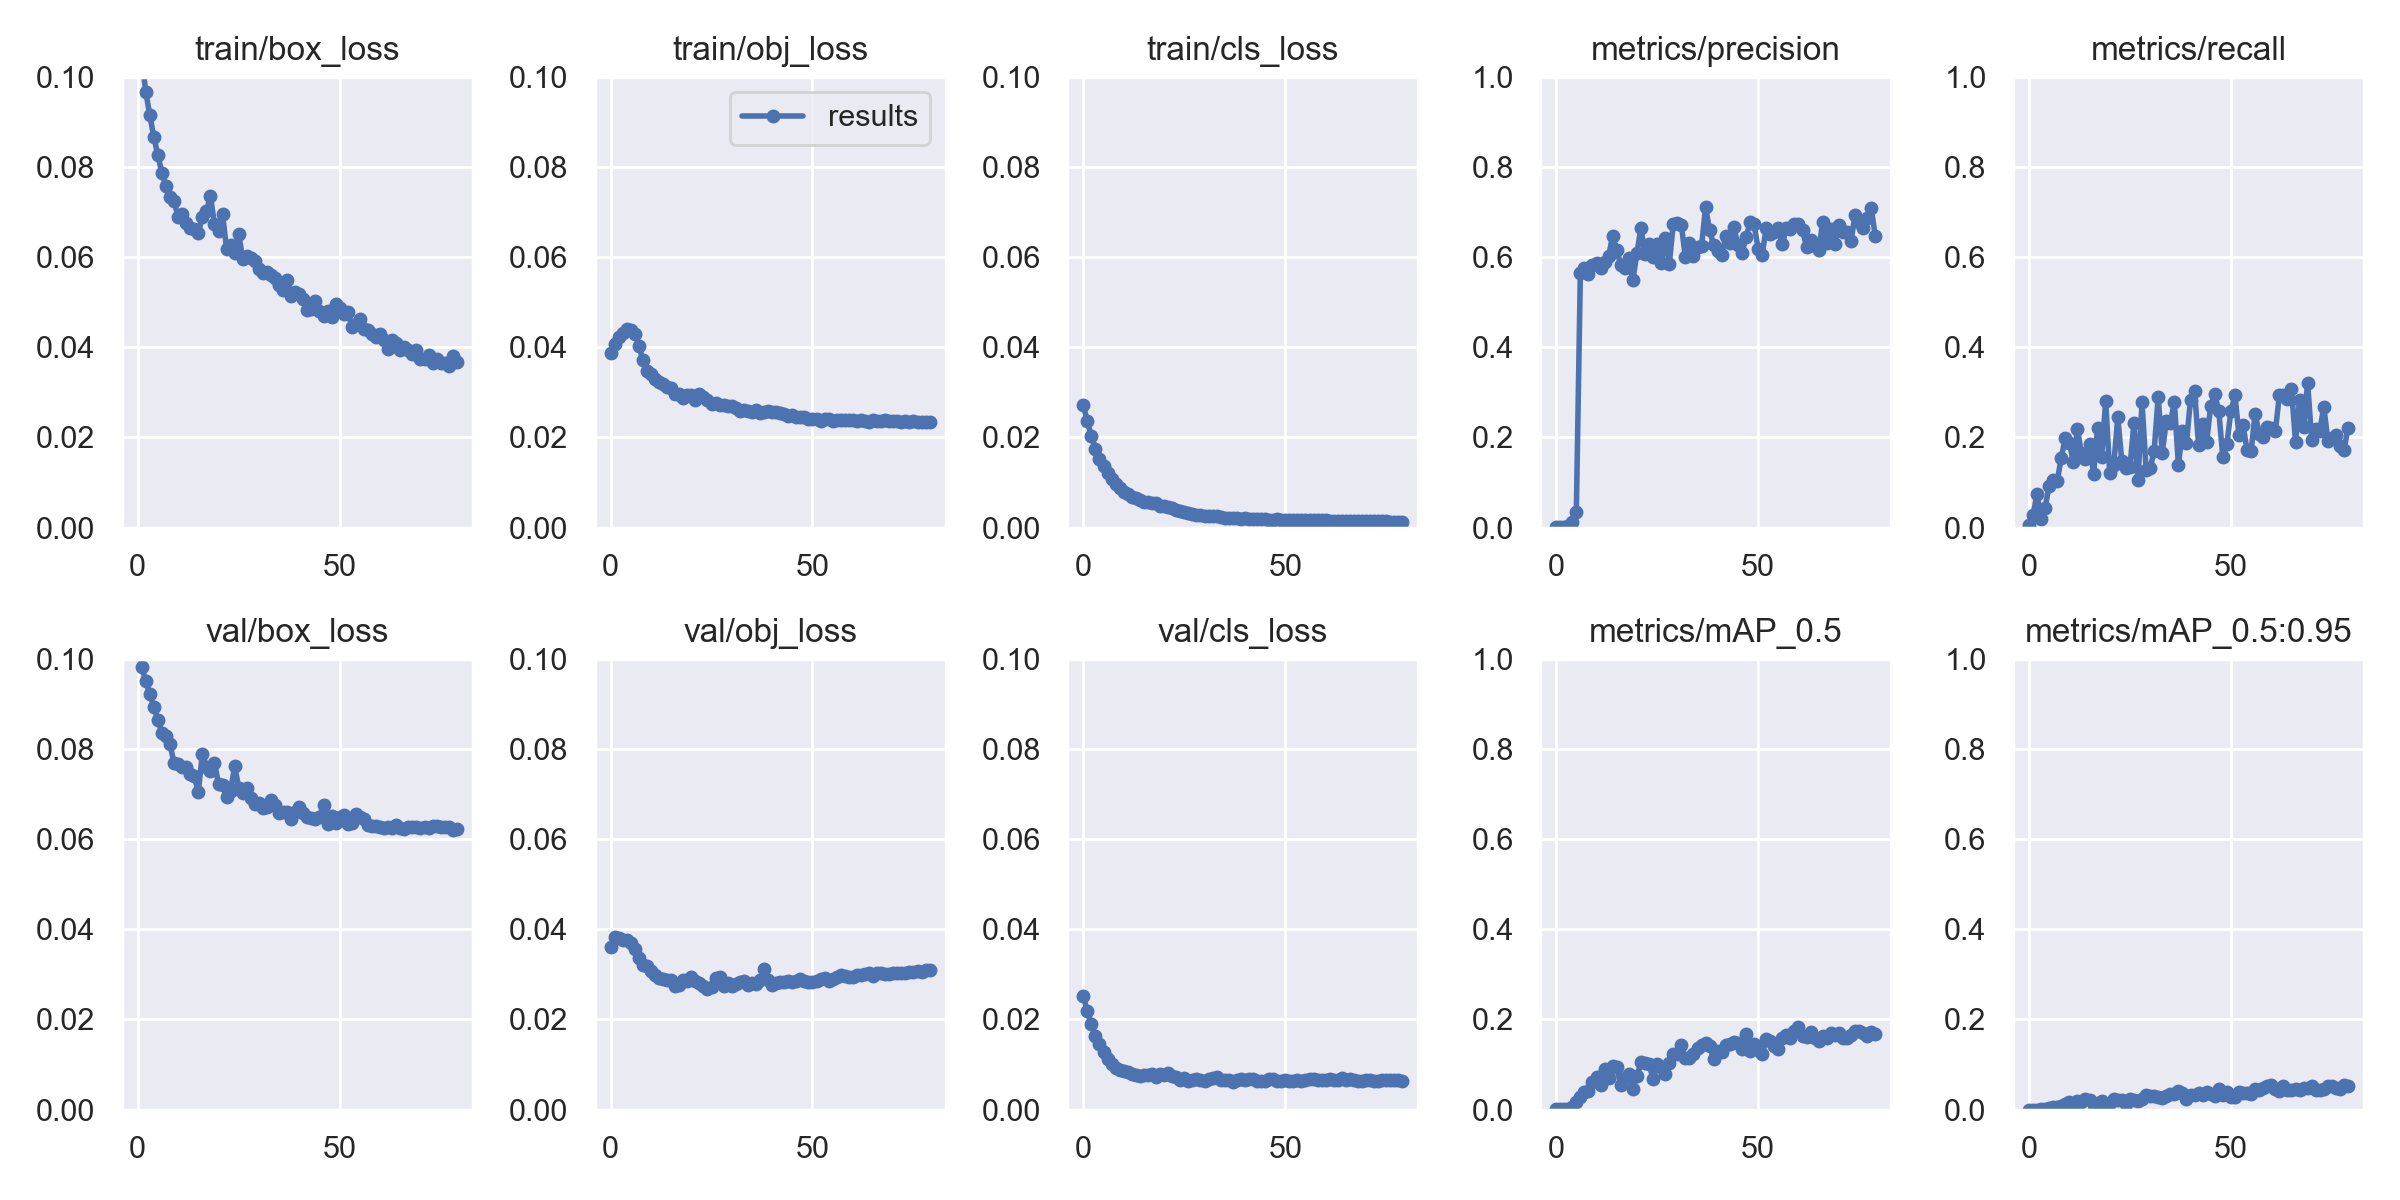 train/box_loss train/obj_loss train/cls_loss metrics/precision metrics/recall
0.10 0.10 0.10 1.0 1.0
results
0.08 0.08 0.08 0.8 0.8
0.06 0.06 0.06 0.6 0.6
0.04 0.04 0.04 0.4 0.4
0.02 0.02 0.02 0.2 0.2
0.00 0.00 0.00 0.0 0.0
0 50 0 50 0 50 0 50 0 50
val/box_loss val/obj_loss val/cls_loss metrics/mAP_0.5 metrics/mAP_0.5:0.95
0.10 0.10 0.10 1.0 1.0
0.08 0.08 0.08 0.8 0.8
0.06 0.06 0.06 0.6 0.6
0.04 0.04 0.04 0.4 0.4
0.02 0.02 0.02 0.2 0.2
0.00 0.00 0.00 0.0 0.0
0 50 0 50 0 50 0 50 0 50